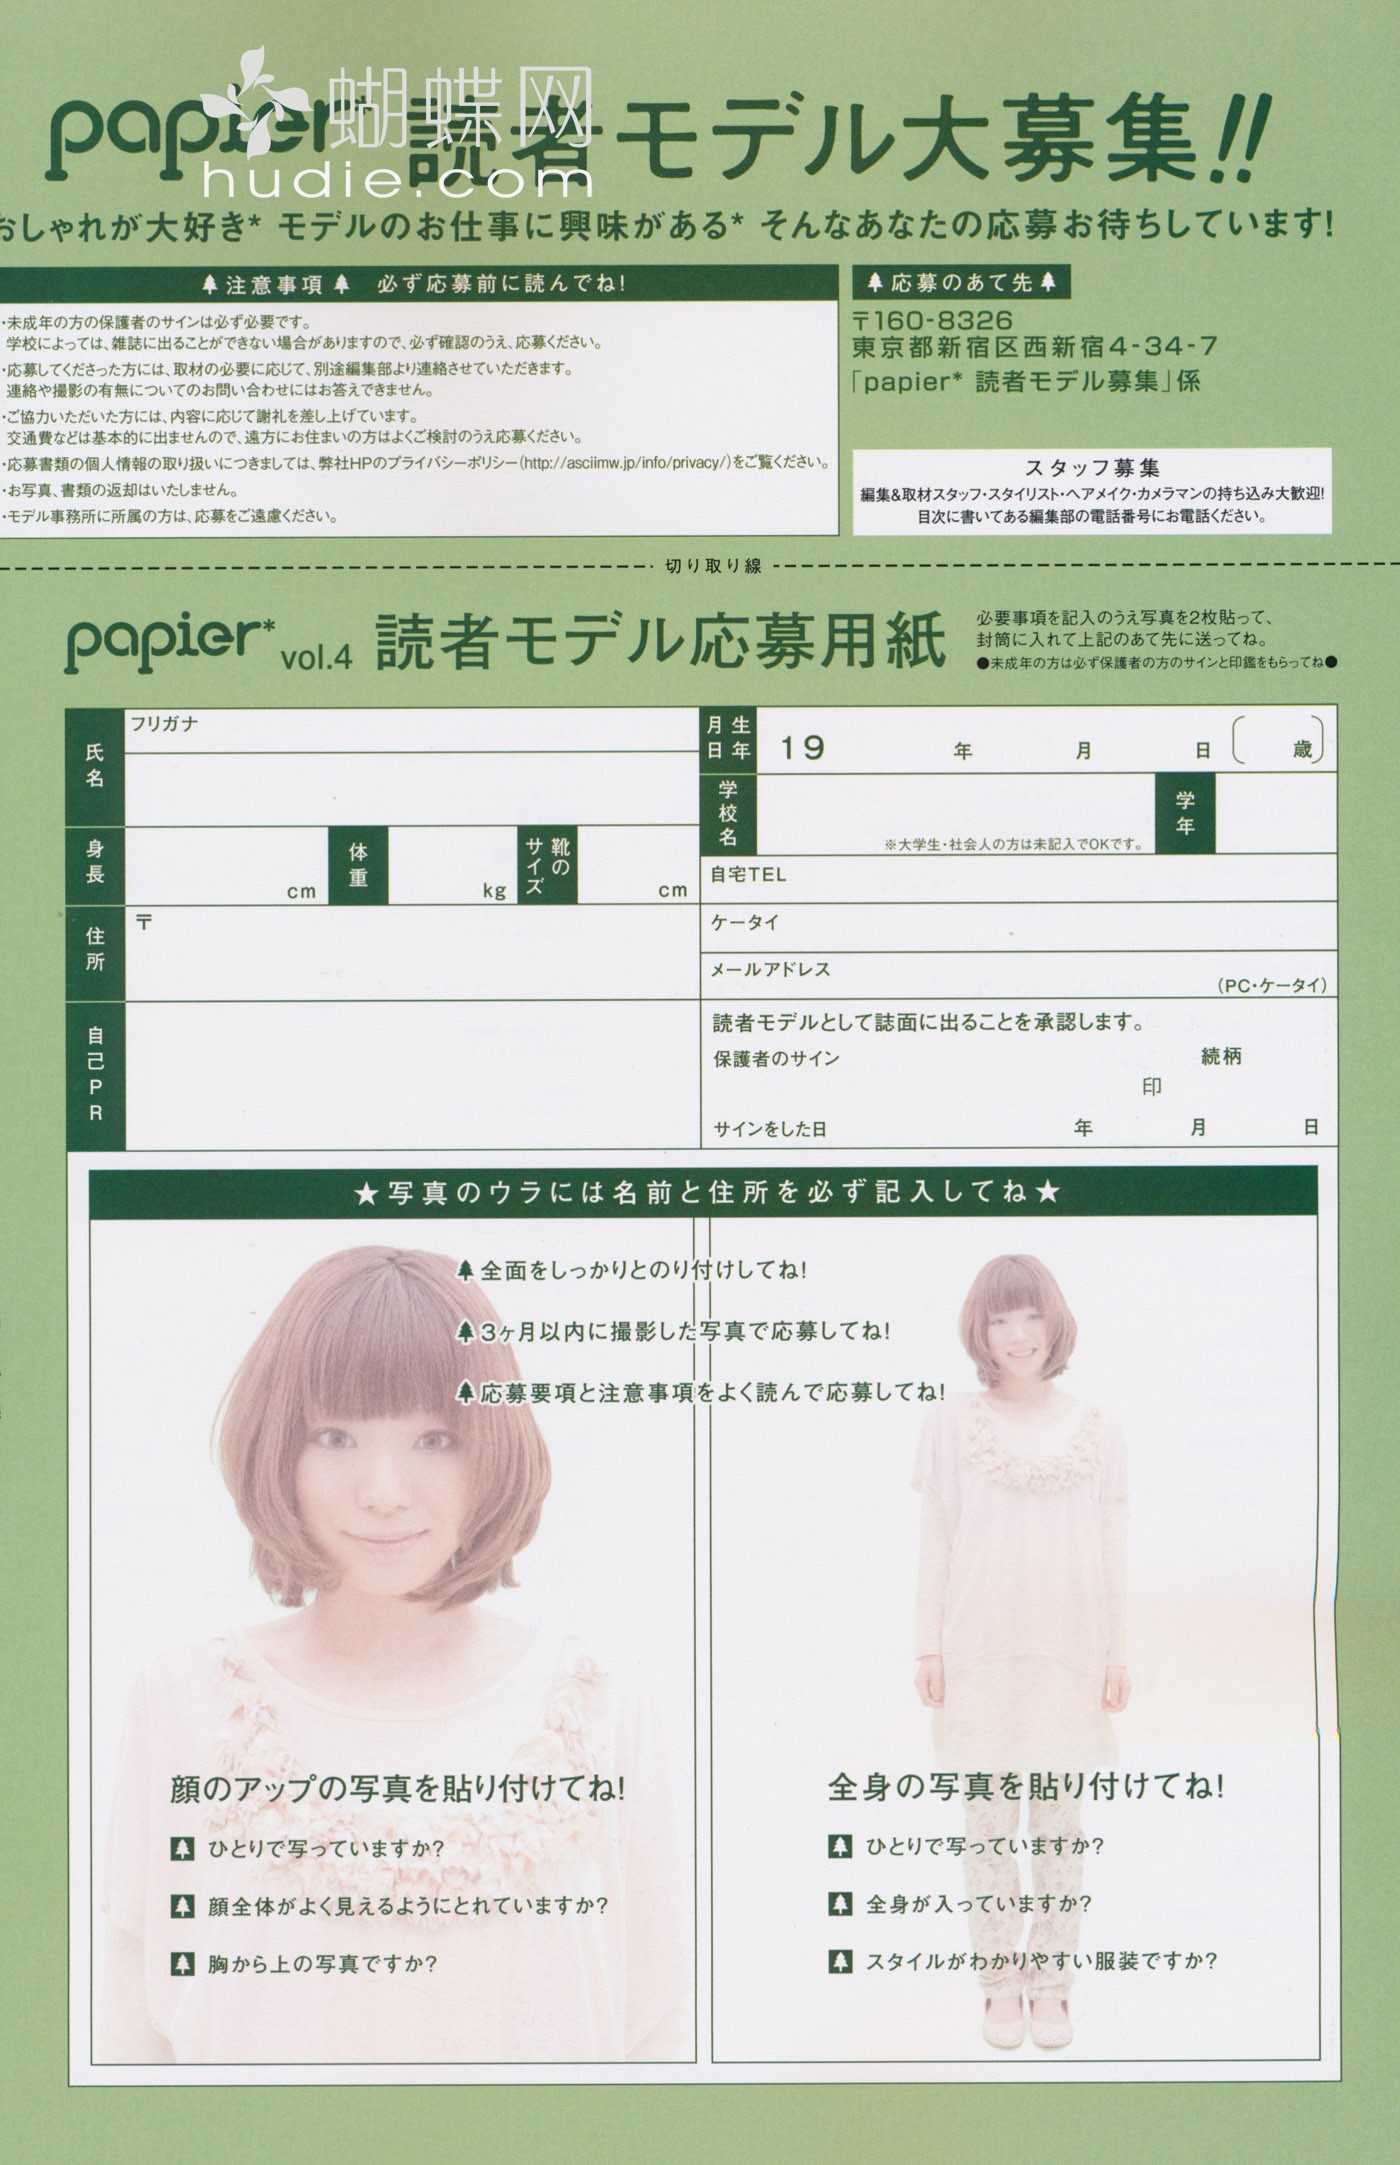 papier* 読者モデル大募集!!
蝴蝶网
hudie.com
おしゃれが大好き* モデルのお仕事に興味がある* そんなあなたの応募お待ちしています!
注意事項 必ず応募前に読んでね!
・未成年の方の保護者のサインは必ず必要です。
学校によっては、雑誌に出ることができない場合がありますので、必ず確認のうえ、応募ください。
・応募してくださった方には、取材の必要に応じて、別途編集部より連絡させていただきます。
連絡や撮影の有無についてのお問い合わせにはお答えできません。
・ご協力いただいた方には、内容に応じて謝礼を差し上げています。
交通費などは基本的に出ませんので、遠方にお住まいの方はよくご検討のうえ応募ください。
・応募書類の個人情報の取り扱いにつきましては、弊社HPのプライバシーポリシー(http://asciimw.jp/info/privacy/)をご覧ください。
・お写真、書類の返却はいたしません。
・モデル事務所に所属の方は、応募をご遠慮ください。
応募のあて先
〒160-8326
東京都新宿区西新宿4-34-7
「papier* 読者モデル募集」係
スタッフ募集
編集&取材スタッフ・スタイリスト・ヘアメイク・カメラマンの持ち込み大歓迎!
目次に書いてある編集部の電話番号にお電話ください。
切り取り線
papier* vol.4 読者モデル応募用紙
必要事項を記入のうえ写真を2枚貼って、
封筒に入れて上記のあて先に送ってね。
●未成年の方は必ず保護者の方のサインと印鑑をもらってね●
氏名
フリガナ
生年月日
19 年 月 日 ( 歳)
学校名
※大学生・社会人の方は未記入でOKです。
学年
身長
cm
体重
kg
靴のサイズ
cm
自宅TEL
住所
〒
ケータイ
メールアドレス
(PC・ケータイ)
自己PR
読者モデルとして誌面に出ることを承認します。
保護者のサイン 続柄
印
サインをした日 年 月 日
★写真のウラには名前と住所を必ず記入してね★
全面をしっかりとのり付けしてね!
3ヶ月以内に撮影した写真で応募してね!
応募要項と注意事項をよく読んで応募してね!
顔のアップの写真を貼り付けてね!
ひとりで写っていますか?
顔全体がよく見えるようにとれていますか?
胸から上の写真ですか?
全身の写真を貼り付けてね!
ひとりで写っていますか?
全身が入っていますか?
スタイルがわかりやすい服装ですか?